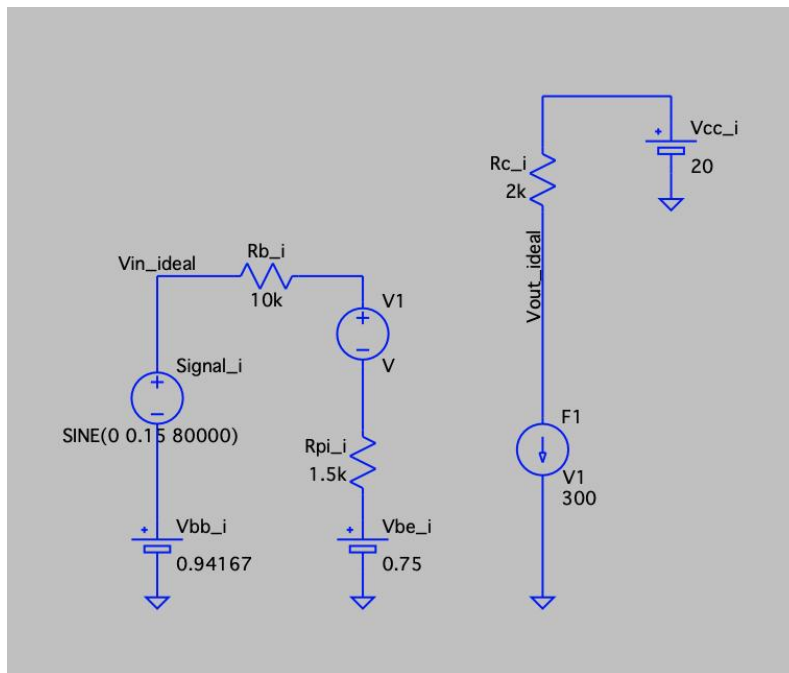 Vcc_i
20
Rc_i
2k
Vout_ideal
Vin_ideal
Rb_i
10k
V1
V
Signal_i
SINE(0 0.15 80000)
Rpi_i
1.5k
F1
V1
300
Vbb_i
0.94167
Vbe_i
0.75